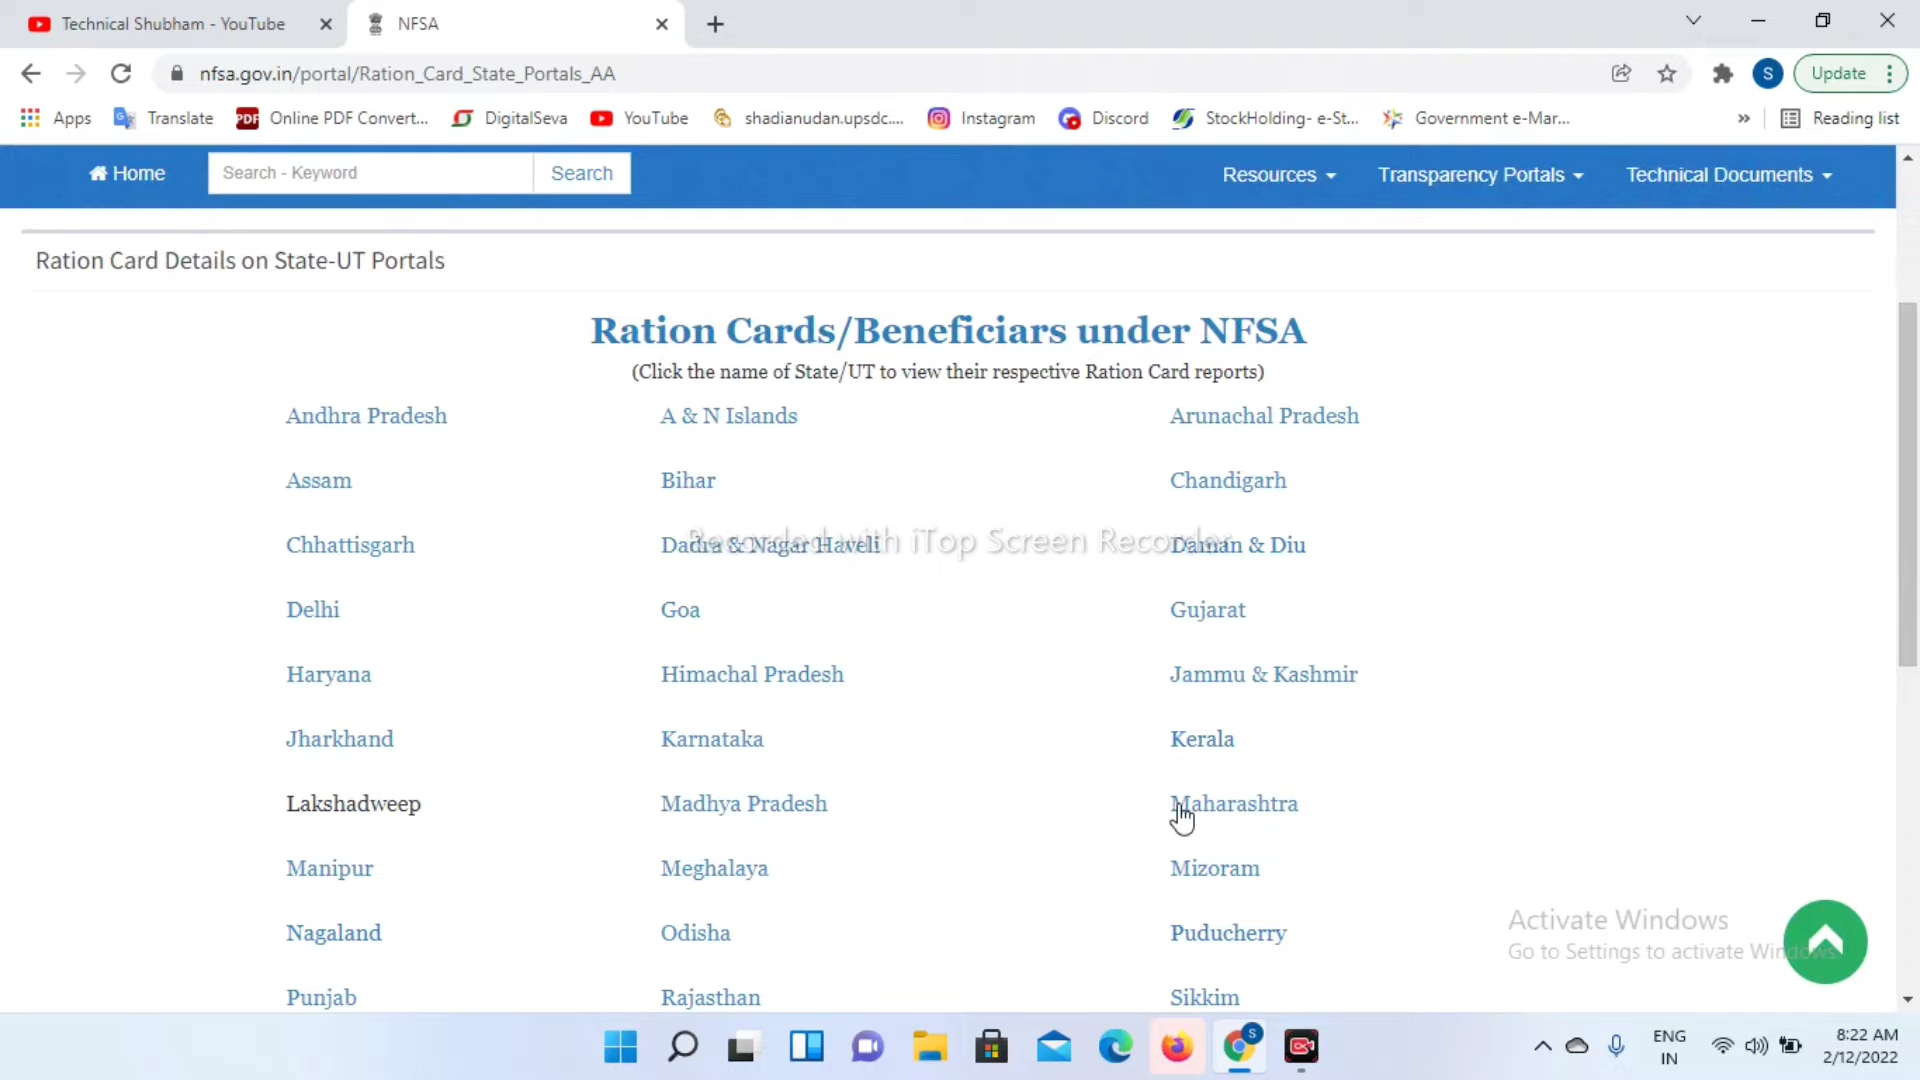 Technical Shubham - YouTube
NFSA
nfsa.gov.in/portal/Ration_Card_State_Portals_AA
S
Update
Apps
Translate
PDF
Online PDF Convert...
DigitalSeva
YouTube
shadianudan.upsdc....
Instagram
Discord
StockHolding- e-St...
Government e-Mar...
»
Reading list
Home
Search - Keyword
Search
Resources
Transparency Portals
Technical Documents
Ration Card Details on State-UT Portals
Ration Cards/Beneficiars under NFSA
(Click the name of State/UT to view their respective Ration Card reports)
Andhra Pradesh
A & N Islands
Arunachal Pradesh
Assam
Bihar
Chandigarh
Chhattisgarh
Dadra & Nagar Haveli
Daman & Diu
Recorded with iTop Screen Recorder
Delhi
Goa
Gujarat
Haryana
Himachal Pradesh
Jammu & Kashmir
Jharkhand
Karnataka
Kerala
Lakshadweep
Madhya Pradesh
Maharashtra
Manipur
Meghalaya
Mizoram
Nagaland
Odisha
Puducherry
Punjab
Rajasthan
Sikkim
Activate Windows
Go to Settings to activate Windows.
S
ENG
IN
8:22 AM
2/12/2022